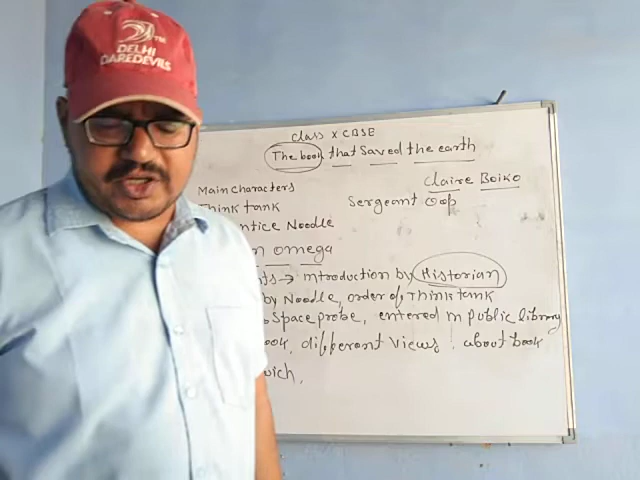 DELHI
DAREDEVILS
class X CBSE
The book that saved the earth
Claire Boiko
Main characters
Think tank Sergeant oop
ntice Noodle
n omega
nts → introduction by Historian
by Noodle, order of Think tank
Space probe, entered in public library
ook, different views, about book
wich,